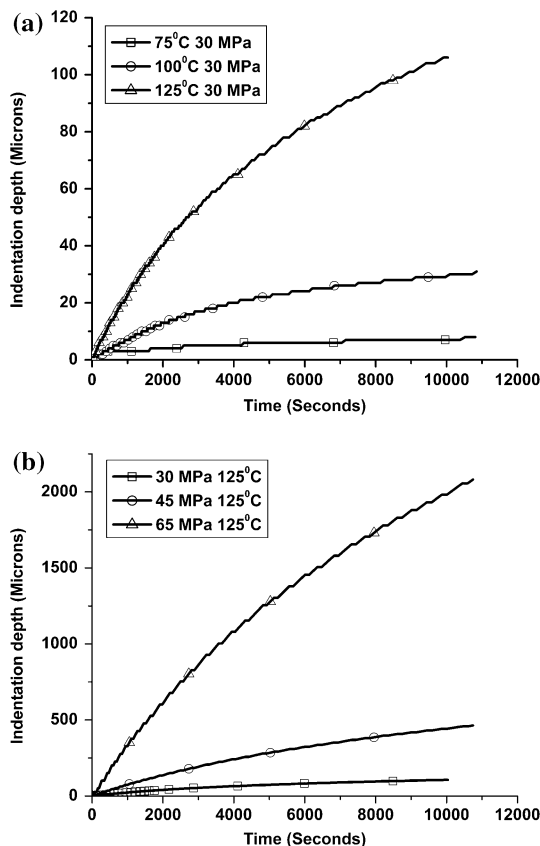 (a)
75⁰C 30 MPa
100⁰C 30 MPa
125⁰C 30 MPa
120
100
80
60
40
20
0
Indentation depth (Microns)
0 2000 4000 6000 8000 10000 12000
Time (Seconds)
(b)
30 MPa 125⁰C
45 MPa 125⁰C
65 MPa 125⁰C
2000
1500
1000
500
0
Indentation depth (Microns)
0 2000 4000 6000 8000 10000 12000
Time (Seconds)